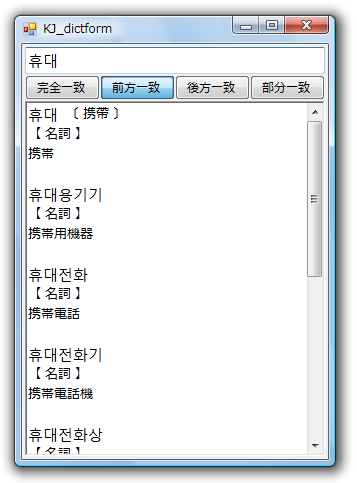 KJ_dictform
휴대
完全一致 前方一致 後方一致 部分一致
휴대 〔 携帶 〕
【 名詞 】
携帯
휴대용기기
【 名詞 】
携帯用機器
휴대전화
【 名詞 】
携帯電話
휴대전화기
【 名詞 】
携帯電話機
휴대전화상
【 名詞 】